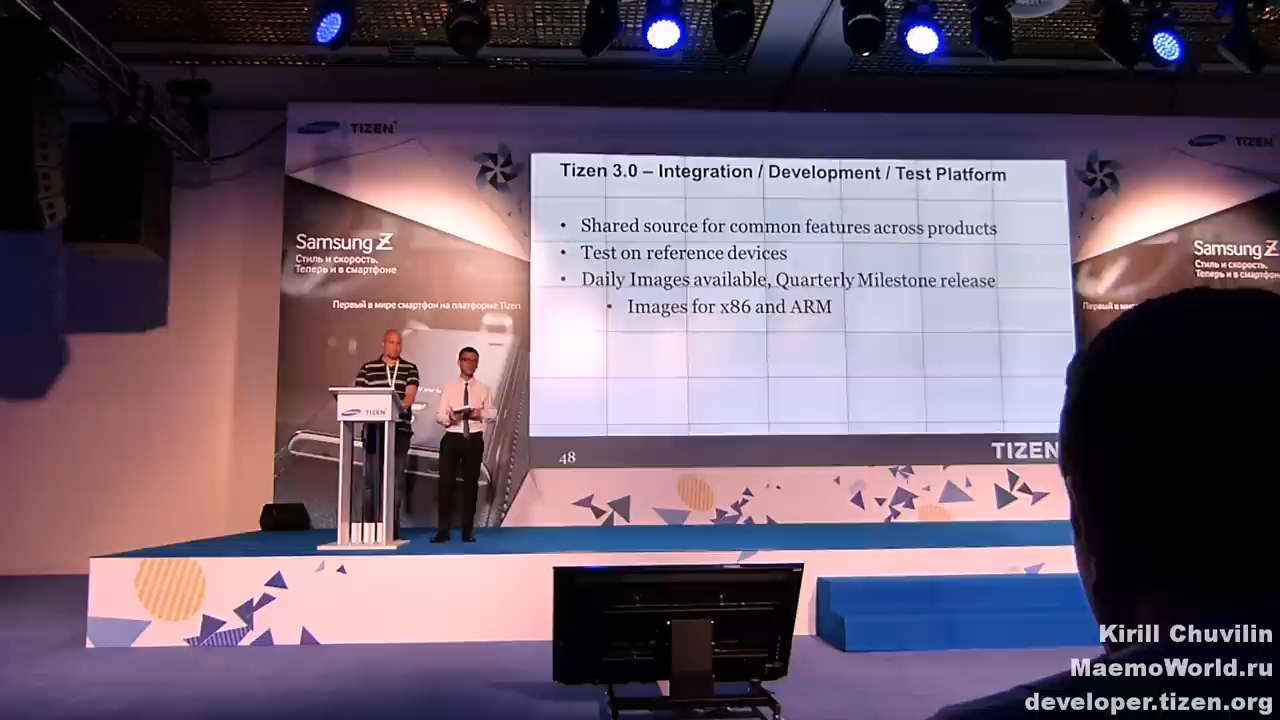 TIZEN
TIZEN
Samsung Z
Стиль и скорость.
Теперь и в смартфоне
Первый в мире смартфон на платформе Tizen
Tizen 3.0 – Integration / Development / Test Platform
• Shared source for common features across products
• Test on reference devices
• Daily Images available, Quarterly Milestone release
• Images for x86 and ARM
48
TIZEN
Samsung Z
Стиль и скорость.
Теперь и в смартфоне
Первый в
TIZEN
Kirill Chuvilin
MaemoWorld.ru
developer.tizen.org